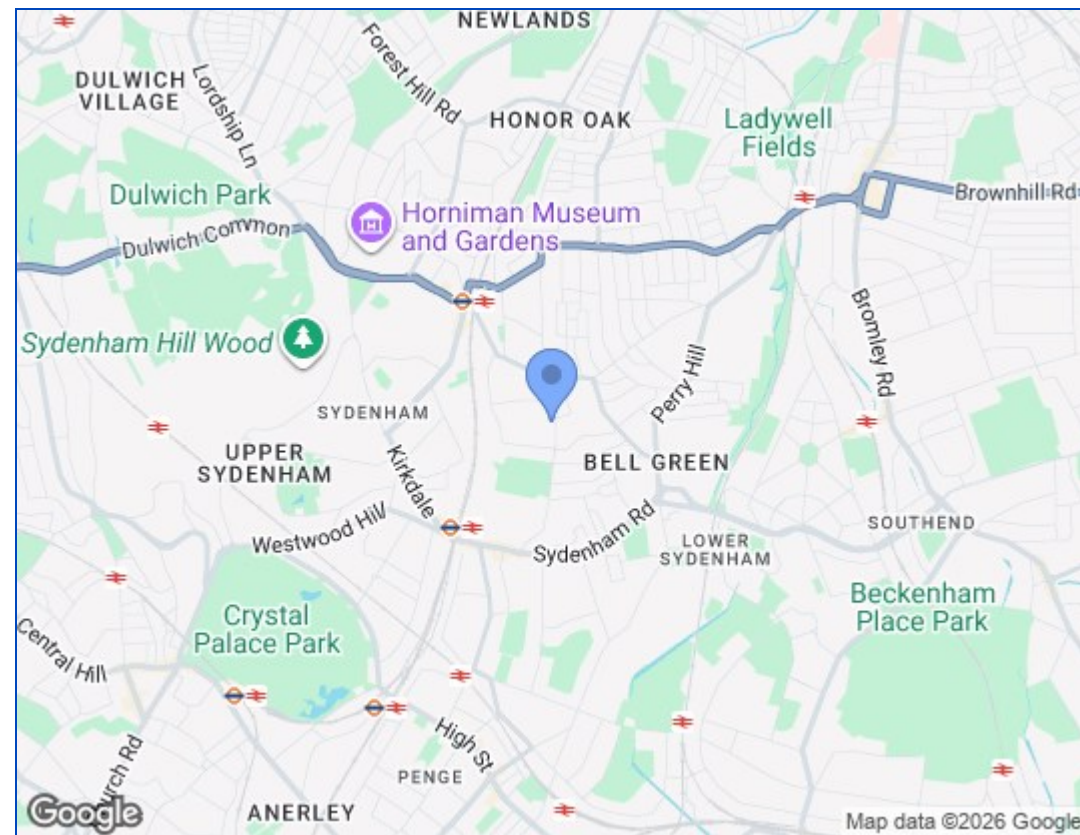 NEWLANDS
DULWICH
VILLAGE
Lordship Ln
Forest Hill Rd
HONOR OAK
Ladywell
Fields
Dulwich Park
Brownhill Rd
Horniman Museum
and Gardens
Dulwich Common
Sydenham Hill Wood
Bromley Rd
Perry Hill
SYDENHAM
UPPER
SYDENHAM
Kirkdale
BELL GREEN
Westwood Hill
Sydenham Rd
SOUTHEND
LOWER
SYDENHAM
Crystal
Palace Park
Beckenham
Place Park
Central Hill
High St
PENGE
ANERLEY
Google
Map data ©2026 Google